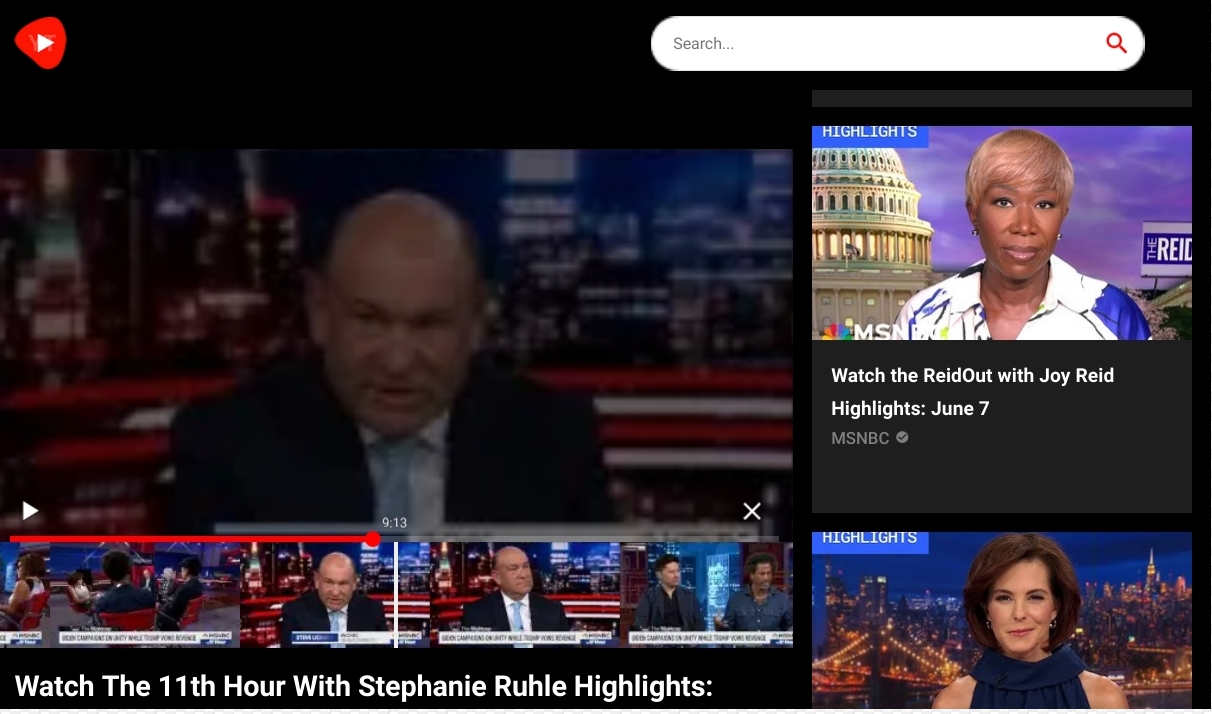 YT
Search...
HIGHLIGHTS
THE REID
MSNBC
Watch the ReidOut with Joy Reid
Highlights: June 7
MSNBC
9:13
BIDEN CAMPAIGNS ON UNITY WHILE TRUMP VOWS REVENGE
MSNBC
BIDEN CAMPAIGNS ON UNITY WHILE TRUMP VOWS REVENGE
MSNBC
BIDEN CAMPAIGNS ON UNITY WHILE TRUMP VOWS REVENGE
MSNBC
HIGHLIGHTS
Watch The 11th Hour With Stephanie Ruhle Highlights: